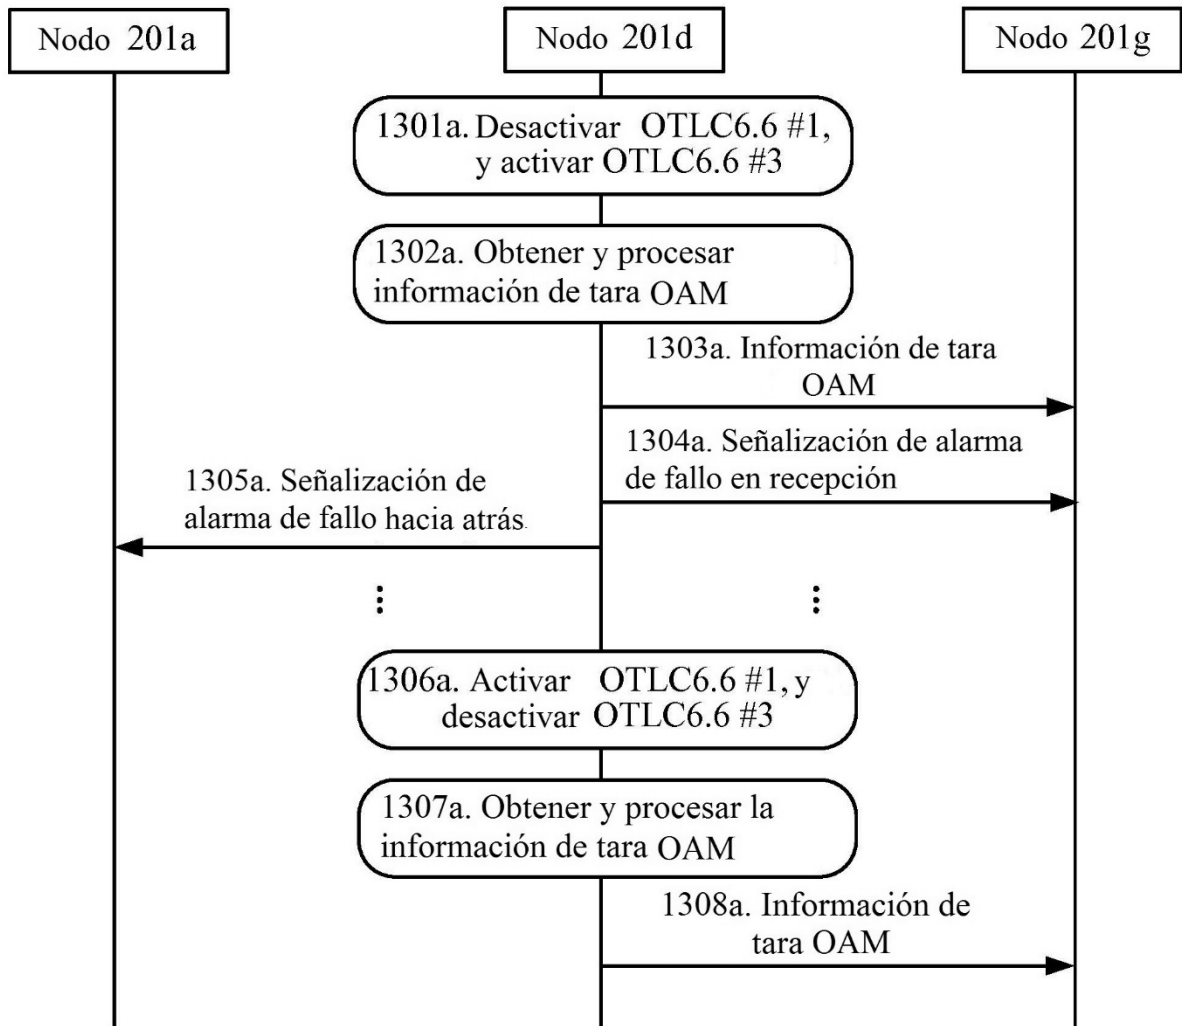 Nodo 201a
Nodo 201d
Nodo 201g
1301a. Desactivar OTLC6.6 #1,
y activar OTLC6.6 #3
1302a. Obtener y procesar
información de tara OAM
1303a. Información de tara
OAM
1304a. Señalización de alarma
de fallo en recepción
1305a. Señalización de
alarma de fallo hacia atrás.
1306a. Activar OTLC6.6 #1, y
desactivar OTLC6.6 #3
1307a. Obtener y procesar la
información de tara OAM
1308a. Información de
tara OAM